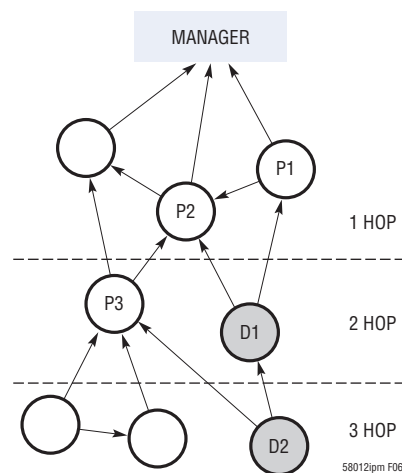 MANAGER
P1
P2
1 HOP
P3
D1
2 HOP
3 HOP
D2
58012ipm F06